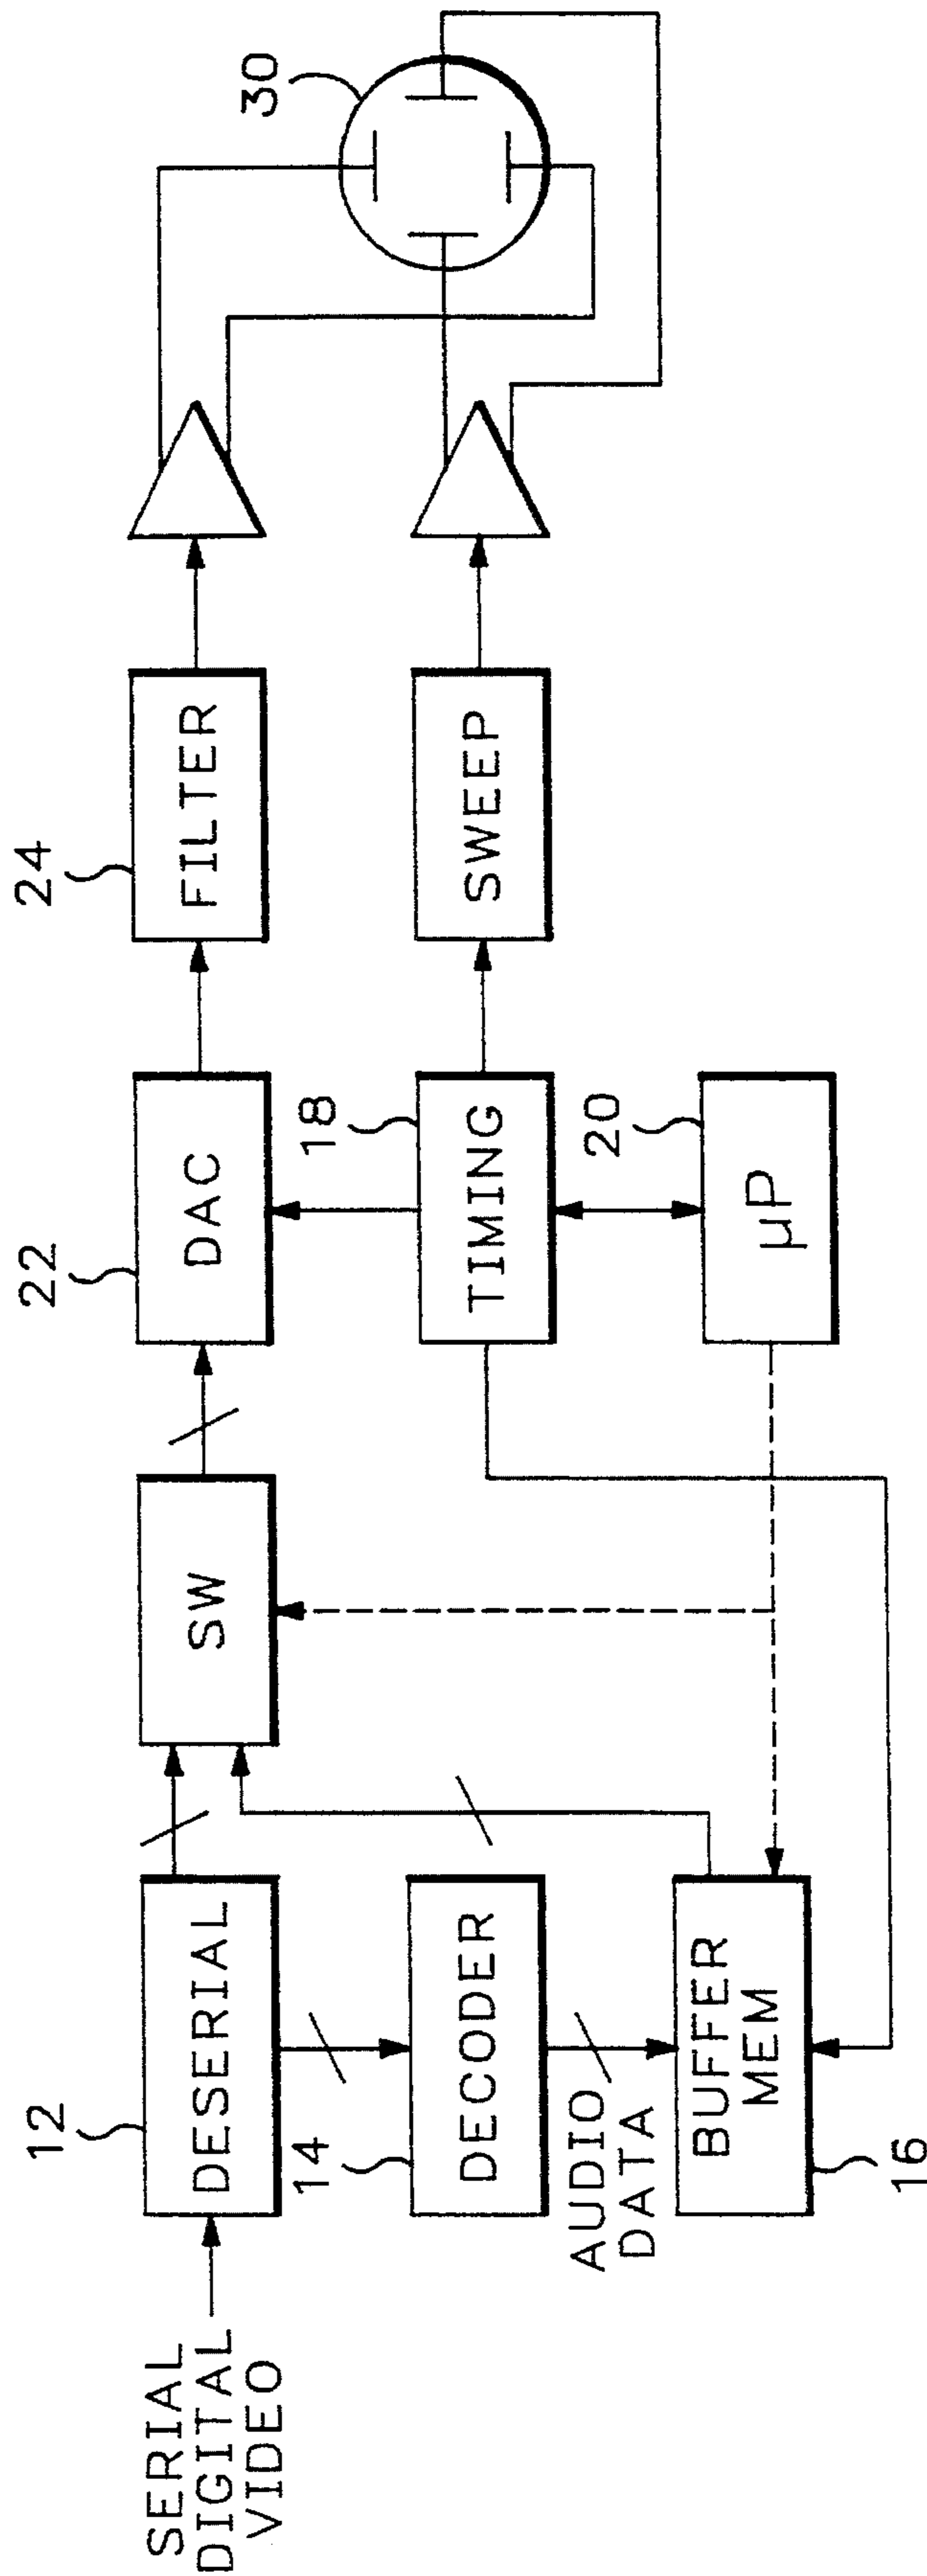 SERIAL
DIGITAL
VIDEO
12
DESERIAL
14
DECODER
AUDIO
DATA
BUFFER
MEM
16
SW
22
DAC
18
TIMING
20
μP
24
FILTER
SWEEP
30